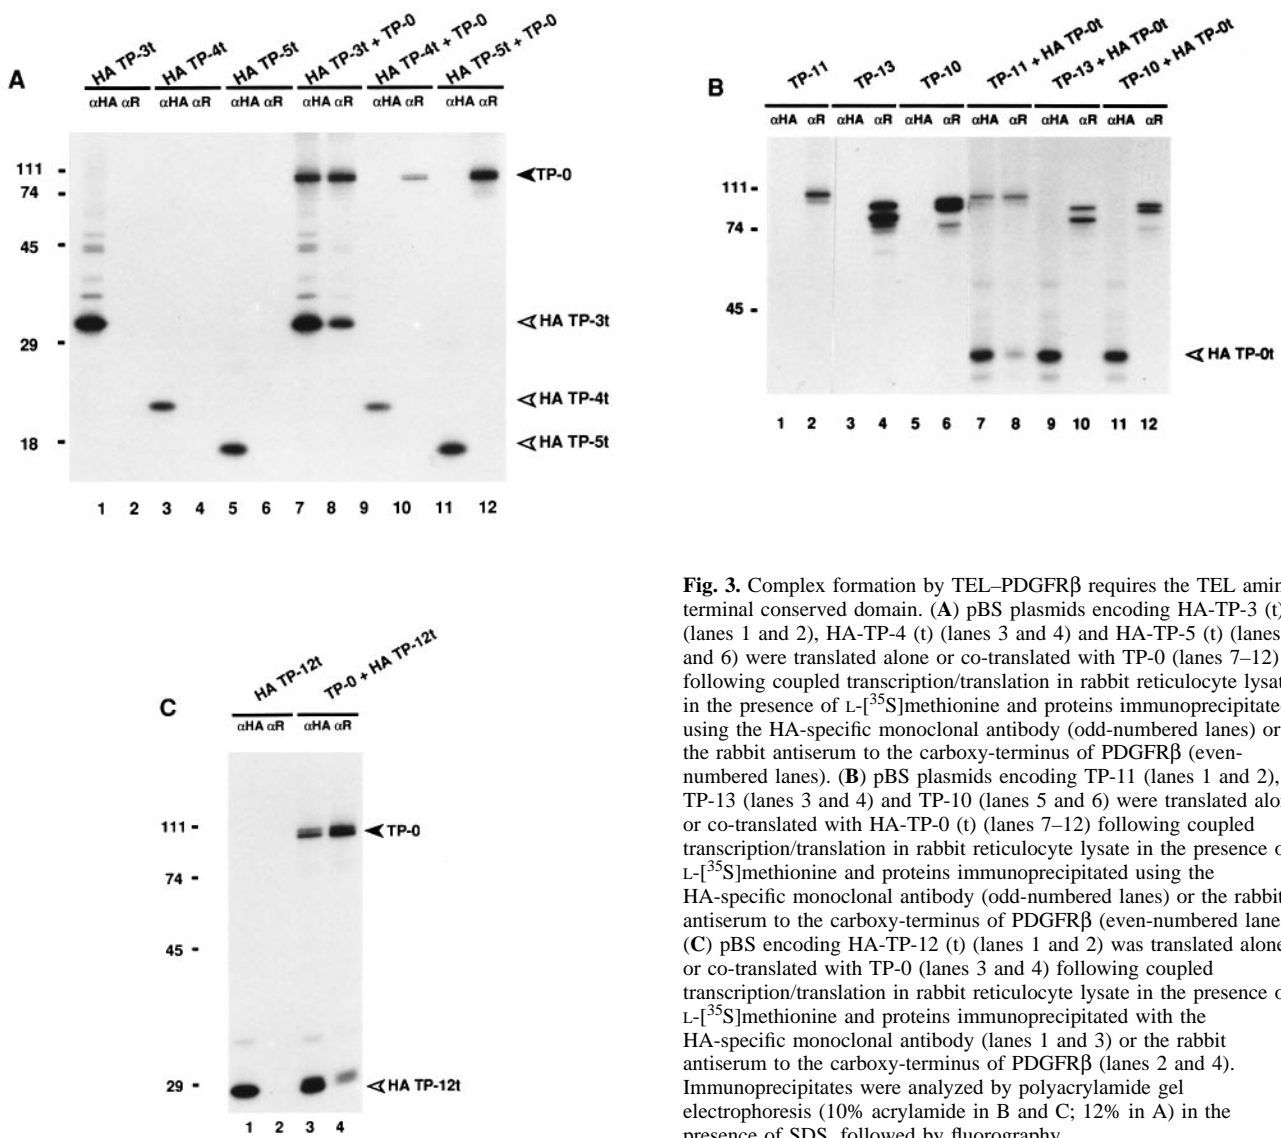 A
HA TP-3t
HA TP-4t
HA TP-5t
HA TP-3t + TP-0
HA TP-4t + TP-0
HA TP-5t + TP-0
αHA αR αHA αR αHA αR αHA αR αHA αR αHA αR
111
74
45
29
18
TP-0
HA TP-3t
HA TP-4t
HA TP-5t
1 2 3 4 5 6 7 8 9 10 11 12
B
TP-11
TP-13
TP-10
TP-11 + HA TP-0t
TP-13 + HA TP-0t
TP-10 + HA TP-0t
αHA αR αHA αR αHA αR αHA αR αHA αR αHA αR
111
74
45
HA TP-0t
1 2 3 4 5 6 7 8 9 10 11 12
C
HA TP-12t
TP-0 + HA TP-12t
αHA αR αHA αR
111
74
45
29
TP-0
HA TP-12t
1 2 3 4
Fig. 3. Complex formation by TEL–PDGFRβ requires the TEL amin
terminal conserved domain. (A) pBS plasmids encoding HA-TP-3 (t)
(lanes 1 and 2), HA-TP-4 (t) (lanes 3 and 4) and HA-TP-5 (t) (lanes
and 6) were translated alone or co-translated with TP-0 (lanes 7–12)
following coupled transcription/translation in rabbit reticulocyte lysat
in the presence of L-[35S]methionine and proteins immunoprecipitate
using the HA-specific monoclonal antibody (odd-numbered lanes) or
the rabbit antiserum to the carboxy-terminus of PDGFRβ (even-
numbered lanes). (B) pBS plasmids encoding TP-11 (lanes 1 and 2),
TP-13 (lanes 3 and 4) and TP-10 (lanes 5 and 6) were translated alo
or co-translated with HA-TP-0 (t) (lanes 7–12) following coupled
transcription/translation in rabbit reticulocyte lysate in the presence o
L-[35S]methionine and proteins immunoprecipitated using the
HA-specific monoclonal antibody (odd-numbered lanes) or the rabbit
antiserum to the carboxy-terminus of PDGFRβ (even-numbered lane
(C) pBS encoding HA-TP-12 (t) (lanes 1 and 2) was translated alone
or co-translated with TP-0 (lanes 3 and 4) following coupled
transcription/translation in rabbit reticulocyte lysate in the presence o
L-[35S]methionine and proteins immunoprecipitated with the
HA-specific monoclonal antibody (lanes 1 and 3) or the rabbit
antiserum to the carboxy-terminus of PDGFRβ (lanes 2 and 4).
Immunoprecipitates were analyzed by polyacrylamide gel
electrophoresis (10% acrylamide in B and C; 12% in A) in the
presence of SDS, followed by fluorography